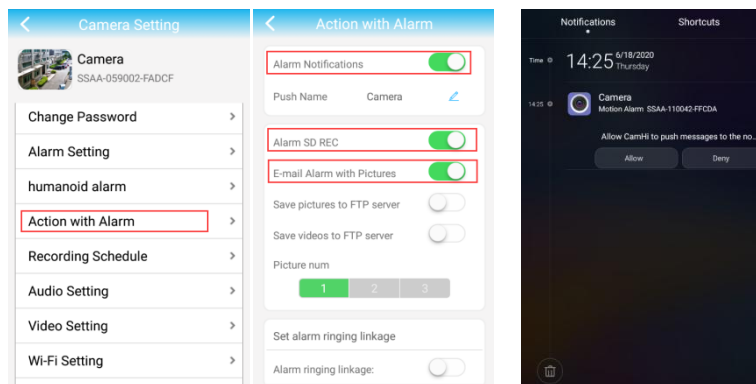 Camera Setting
Camera
SSAA-059002-FADCF
Change Password
Alarm Setting
humanoid alarm
Action with Alarm
Recording Schedule
Audio Setting
Video Setting
Wi-Fi Setting
Action with Alarm
Alarm Notifications
Push Name Camera
Alarm SD REC
E-mail Alarm with Pictures
Save pictures to FTP server
Save videos to FTP server
Picture num
1 2 3
Set alarm ringing linkage
Alarm ringing linkage:
Notifications Shortcuts
Time 14:25 6/18/2020
Thursday
14:25 Camera
Motion Alarm SSAA-110042-FFCDA
Allow CamHi to push messages to the no...
Allow Deny